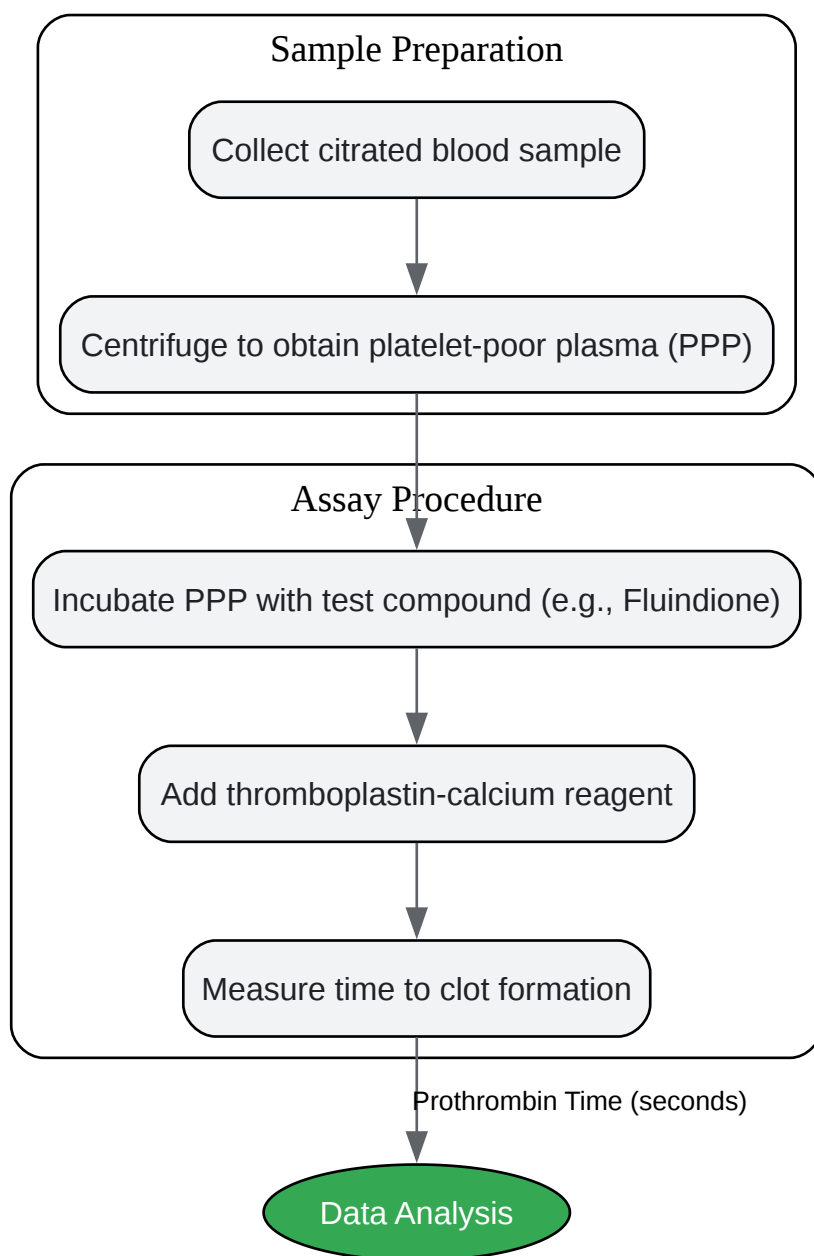 Sample Preparation
Collect citrated blood sample
Centrifuge to obtain platelet-poor plasma (PPP)
Assay Procedure
Incubate PPP with test compound (e.g., Fluindione)
Add thromboplastin-calcium reagent
Measure time to clot formation
Prothrombin Time (seconds)
Data Analysis